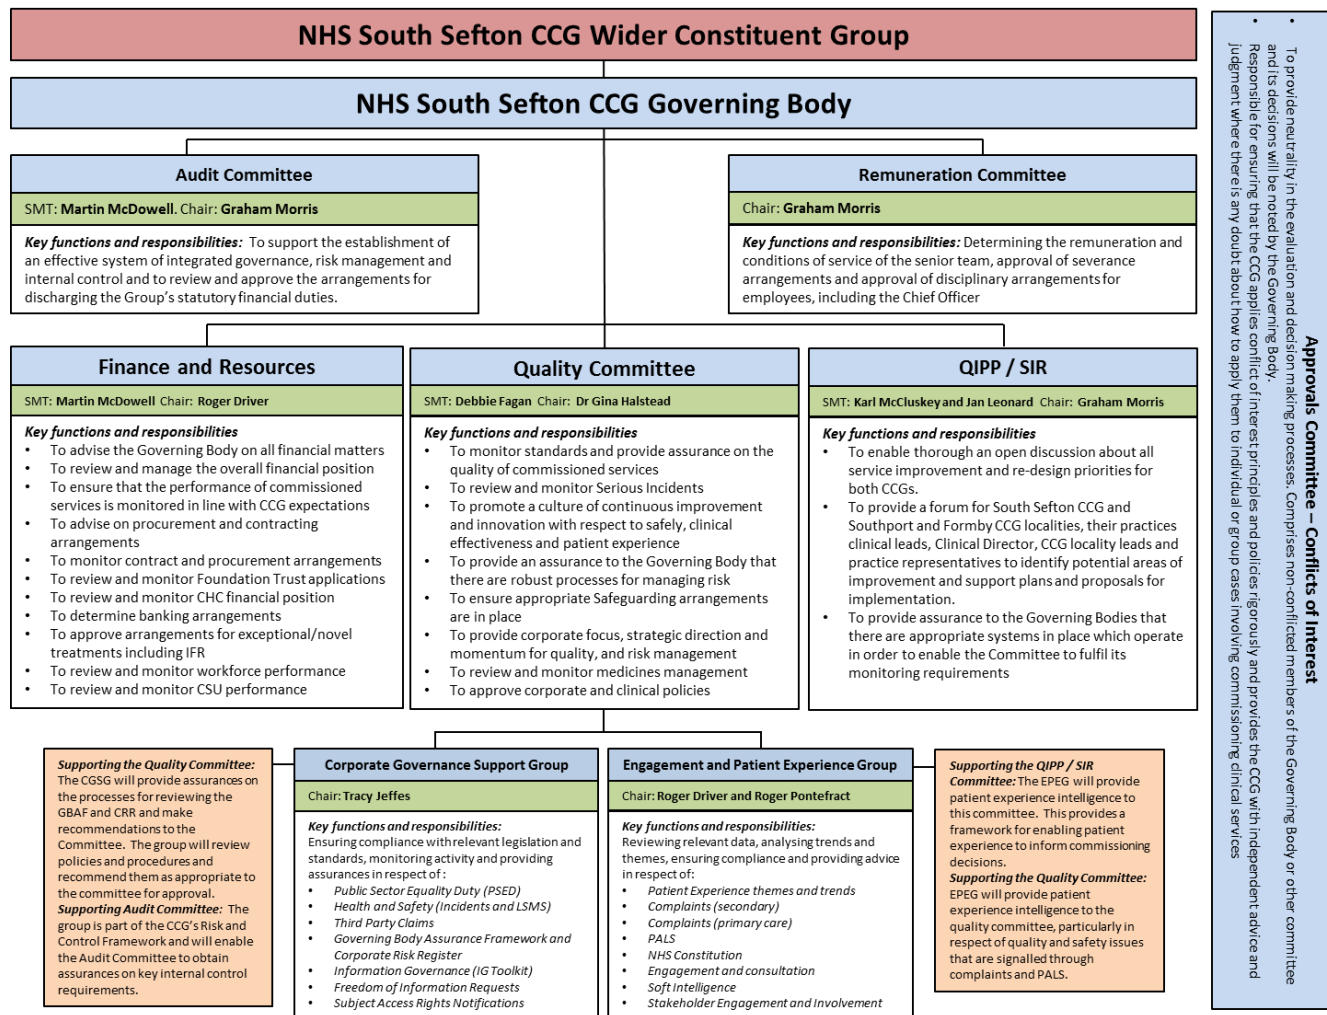 NHS South Sefton CCG Wider Constituent Group
NHS South Sefton CCG Governing Body
Audit Committee
SMT: Martin McDowell. Chair: Graham Morris
Key functions and responsibilities: To support the establishment of
an effective system of integrated governance, risk management and
internal control and to review and approve the arrangements for
discharging the Group's statutory financial duties.
Remuneration Committee
Chair: Graham Morris
Key functions and responsibilities: Determining the remuneration and
conditions of service of the senior team, approval of severance
arrangements and approval of disciplinary arrangements for
employees, including the Chief Officer
Finance and Resources
SMT: Martin McDowell Chair: Roger Driver
Key functions and responsibilities
• To advise the Governing Body on all financial matters
• To review and manage the overall financial position
• To ensure that the performance of commissioned
services is monitored in line with CCG expectations
• To advise on procurement and contracting
arrangements
• To monitor contract and procurement arrangements
• To review and monitor Foundation Trust applications
• To review and monitor CHC financial position
• To determine banking arrangements
• To approve arrangements for exceptional/novel
treatments including IFR
• To review and monitor workforce performance
• To review and monitor CSU performance
Quality Committee
SMT: Debbie Fagan Chair: Dr Gina Halstead
Key functions and responsibilities
• To monitor standards and provide assurance on the
quality of commissioned services
• To review and monitor Serious Incidents
• To promote a culture of continuous improvement
and innovation with respect to safely, clinical
effectiveness and patient experience
• To provide an assurance to the Governing Body that
there are robust processes for managing risk
• To ensure appropriate Safeguarding arrangements
are in place
• To provide corporate focus, strategic direction and
momentum for quality, and risk management
• To review and monitor medicines management
• To approve corporate and clinical policies
QIPP / SIR
SMT: Karl McCluskey and Jan Leonard Chair: Graham Morris
Key functions and responsibilities
• To enable thorough an open discussion about all
service improvement and re-design priorities for
both CCGs.
• To provide a forum for South Sefton CCG and
Southport and Formby CCG localities, their practices
clinical leads, Clinical Director, CCG locality leads and
practice representatives to identify potential areas of
improvement and support plans and proposals for
implementation.
• To provide assurance to the Governing Bodies that
there are appropriate systems in place which operate
in order to enable the Committee to fulfil its
monitoring requirements
Supporting the Quality Committee:
The CGSG will provide assurances on
the processes for reviewing the
GBAF and CRR and make
recommendations to the
Committee. The group will review
policies and procedures and
recommend them as appropriate to
the committee for approval.
Supporting Audit Committee: The
group is part of the CCG's Risk and
Control Framework and will enable
the Audit Committee to obtain
assurances on key internal control
requirements.
Corporate Governance Support Group
Chair: Tracy Jeffes
Key functions and responsibilities:
Ensuring compliance with relevant legislation and
standards, monitoring activity and providing
assurances in respect of :
• Public Sector Equality Duty (PSED)
• Health and Safety (Incidents and LSMS)
• Third Party Claims
• Governing Body Assurance Framework and
Corporate Risk Register
• Information Governance (IG Toolkit)
• Freedom of Information Requests
• Subject Access Rights Notifications
Engagement and Patient Experience Group
Chair: Roger Driver and Roger Pontefract
Key functions and responsibilities:
Reviewing relevant data, analysing trends and
themes, ensuring compliance and providing advice
in respect of:
• Patient Experience themes and trends
• Complaints (secondary)
• Complaints (primary care)
• PALS
• NHS Constitution
• Engagement and consultation
• Soft Intelligence
• Stakeholder Engagement and Involvement
Supporting the QIPP / SIR
Committee: The EPEG will provide
patient experience intelligence to
this committee. This provides a
framework for enabling patient
experience to inform commissioning
decisions.
Supporting the Quality Committee:
EPEG will provide patient
experience intelligence to the
quality committee, particularly in
respect of quality and safety issues
that are signalled through
complaints and PALS.
Approvals Committee – Conflicts of Interest
• To provide neutrality in the evaluation and decision making processes. Comprises non-conflicted members of the Governing Body or other committee
and its decisions will be noted by the Governing Body.
• Responsible for ensuring that the CCG applies conflict of interest principles and policies rigorously and provides the CCG with independent advice and
judgment where there is any doubt about how to apply them to individual or group cases involving commissioning clinical services